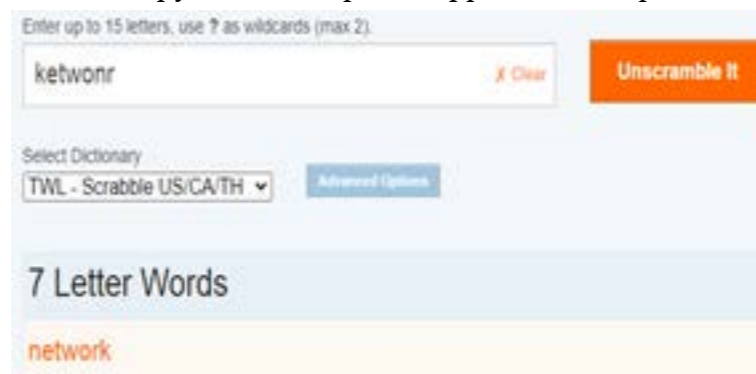 Enter up to 15 letters, use ? as wildcards (max 2).
ketwonr
✗ Clear
Unscramble It
Select Dictionary
TWL - Scrabble US/CA/TH
Advanced Options
7 Letter Words
network